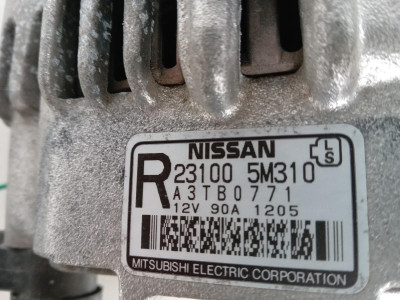 NISSAN
L
S
R 23100 5M310
A3TB0771
12V 90A 1205
MITSUBISHI ELECTRIC CORPORATION